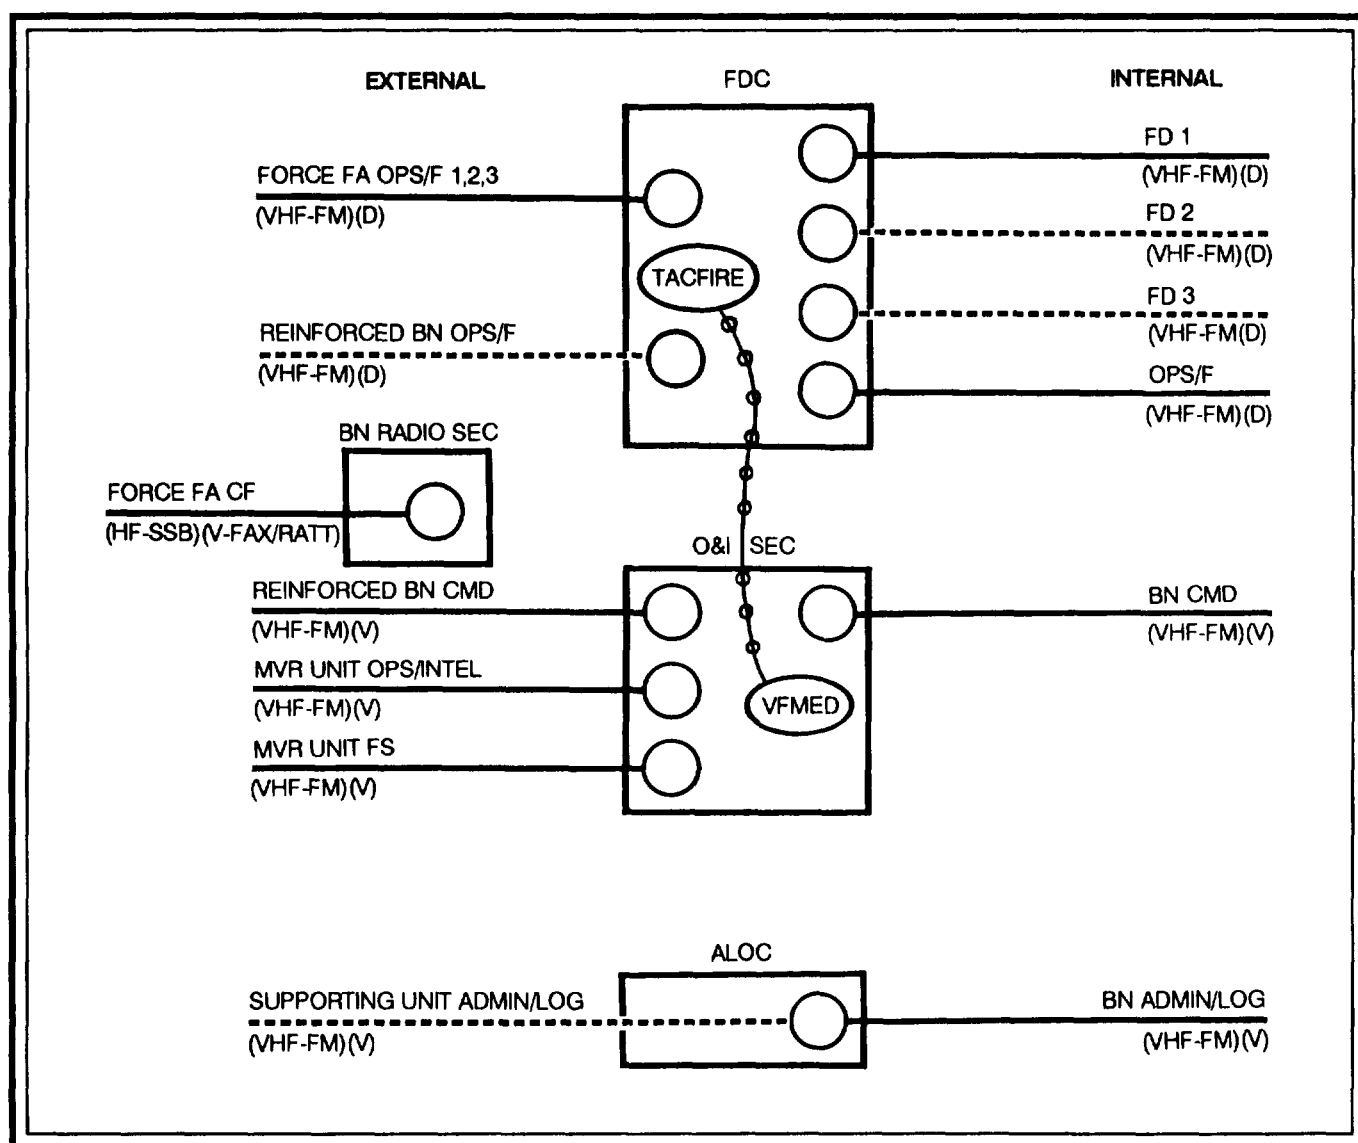 EXTERNAL
FDC
INTERNAL
FORCE FA OPS/F 1,2,3
(VHF-FM)(D)
TACFIRE
REINFORCED BN OPS/F
(VHF-FM)(D)
FD 1
(VHF-FM)(D)
FD 2
(VHF-FM)(D)
FD 3
(VHF-FM(D)
OPS/F
(VHF-FM)(D)
BN RADIO SEC
FORCE FA CF
(HF-SSB)(V-FAX/RATT)
O&I SEC
REINFORCED BN CMD
(VHF-FM)(V)
MVR UNIT OPS/INTEL
(VHF-FM)(V)
MVR UNIT FS
(VHF-FM)(V)
VFMED
BN CMD
(VHF-FM)(V)
ALOC
SUPPORTING UNIT ADMIN/LOG
(VHF-FM)(V)
BN ADMIN/LOG
(VHF-FM)(V)